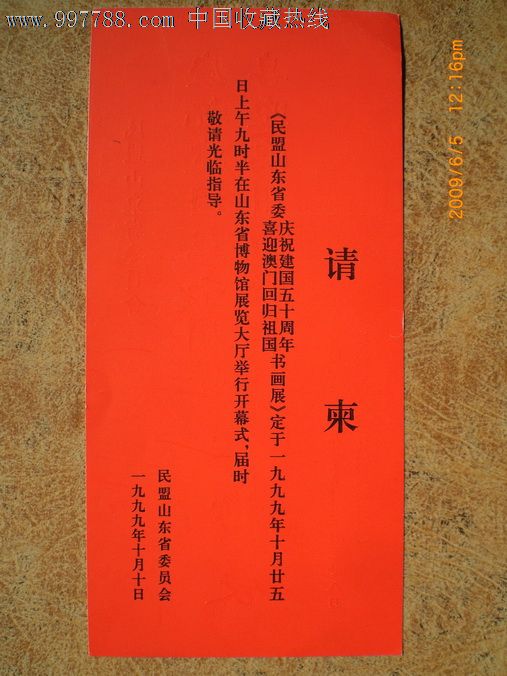 www.997788.com 中国收藏热线
2009/6/5 12:16pm
请柬
《民盟山东省委
庆祝建国五十周年
喜迎澳门回归祖国
书画展》定于一九九九年十月廿五
日上午九时半在山东省博物馆展览大厅举行开幕式,届时
敬请光临指导。
民盟山东省委员会
一九九九年十月十日